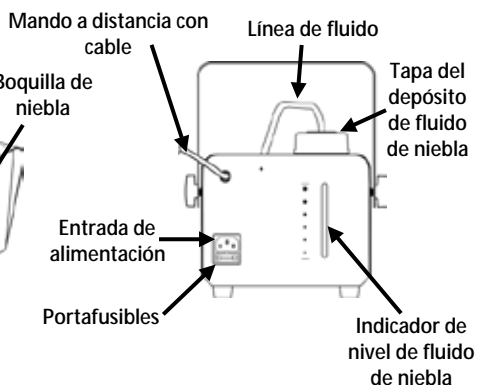 Mando a distancia con
cable
Línea de fluido
Tapa del
depósito
de fluido
de niebla
Boquilla de
niebla
Entrada de
alimentación
Portafusibles
Indicador de
nivel de fluido
de niebla